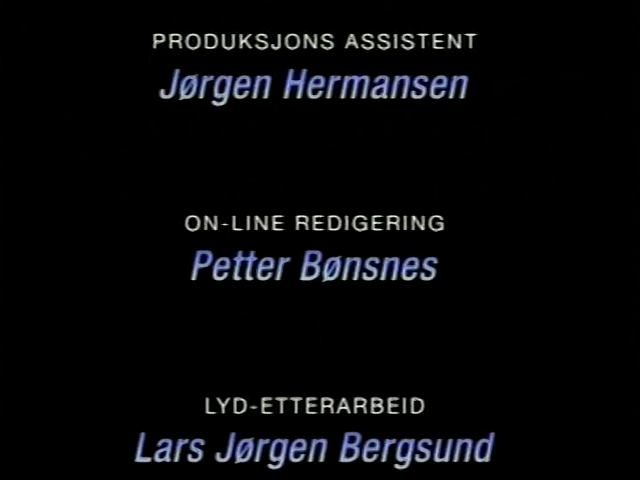 PRODUKSJONS ASSISTENT
Jørgen Hermansen
ON-LINE REDIGERING
Petter Bønsnes
LYD-ETTERARBEID
Lars Jørgen Bergsund